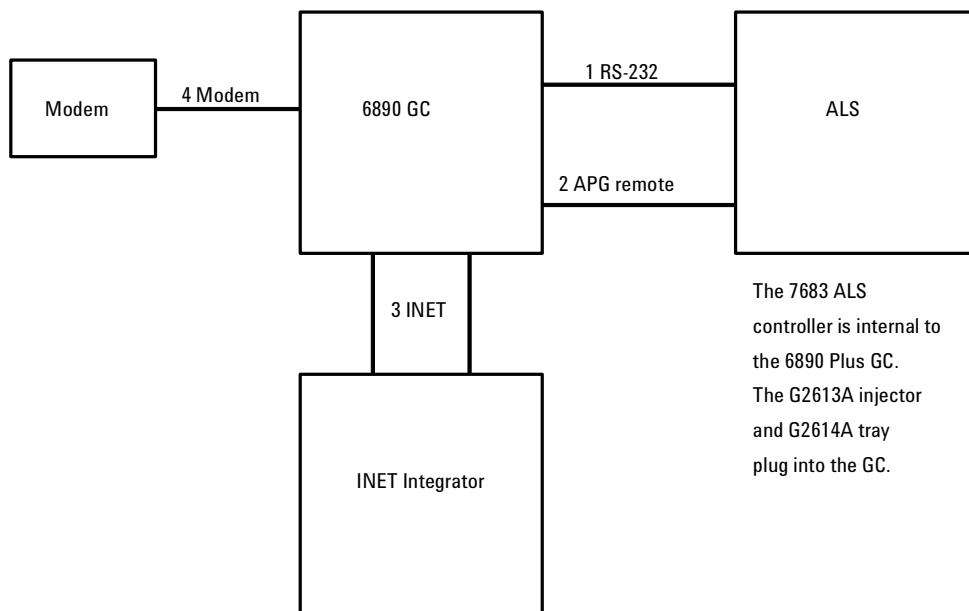 Modem
4 Modem
6890 GC
1 RS-232
ALS
2 APG remote
3 INET
The 7683 ALS
controller is internal to
the 6890 Plus GC.
The G2613A injector
and G2614A tray
plug into the GC.
INET Integrator